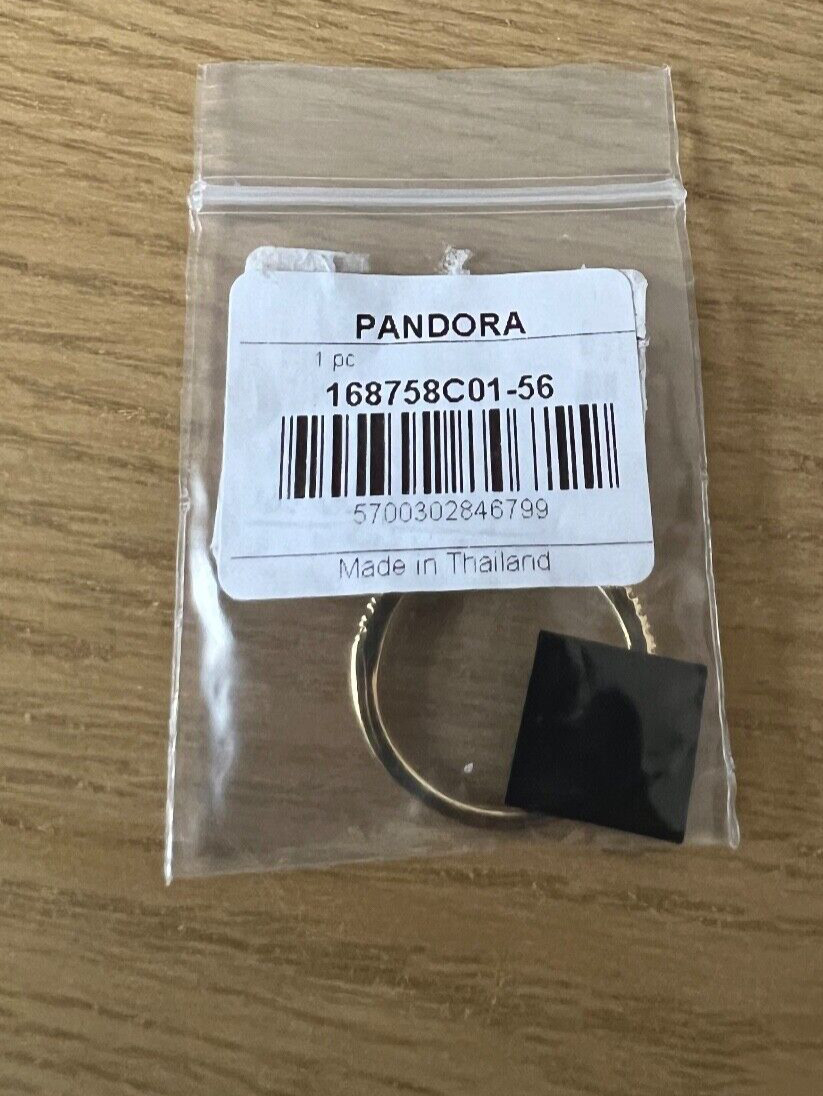 PANDORA
1 pc
168758C01-56
5700302846799
Made in Thailand